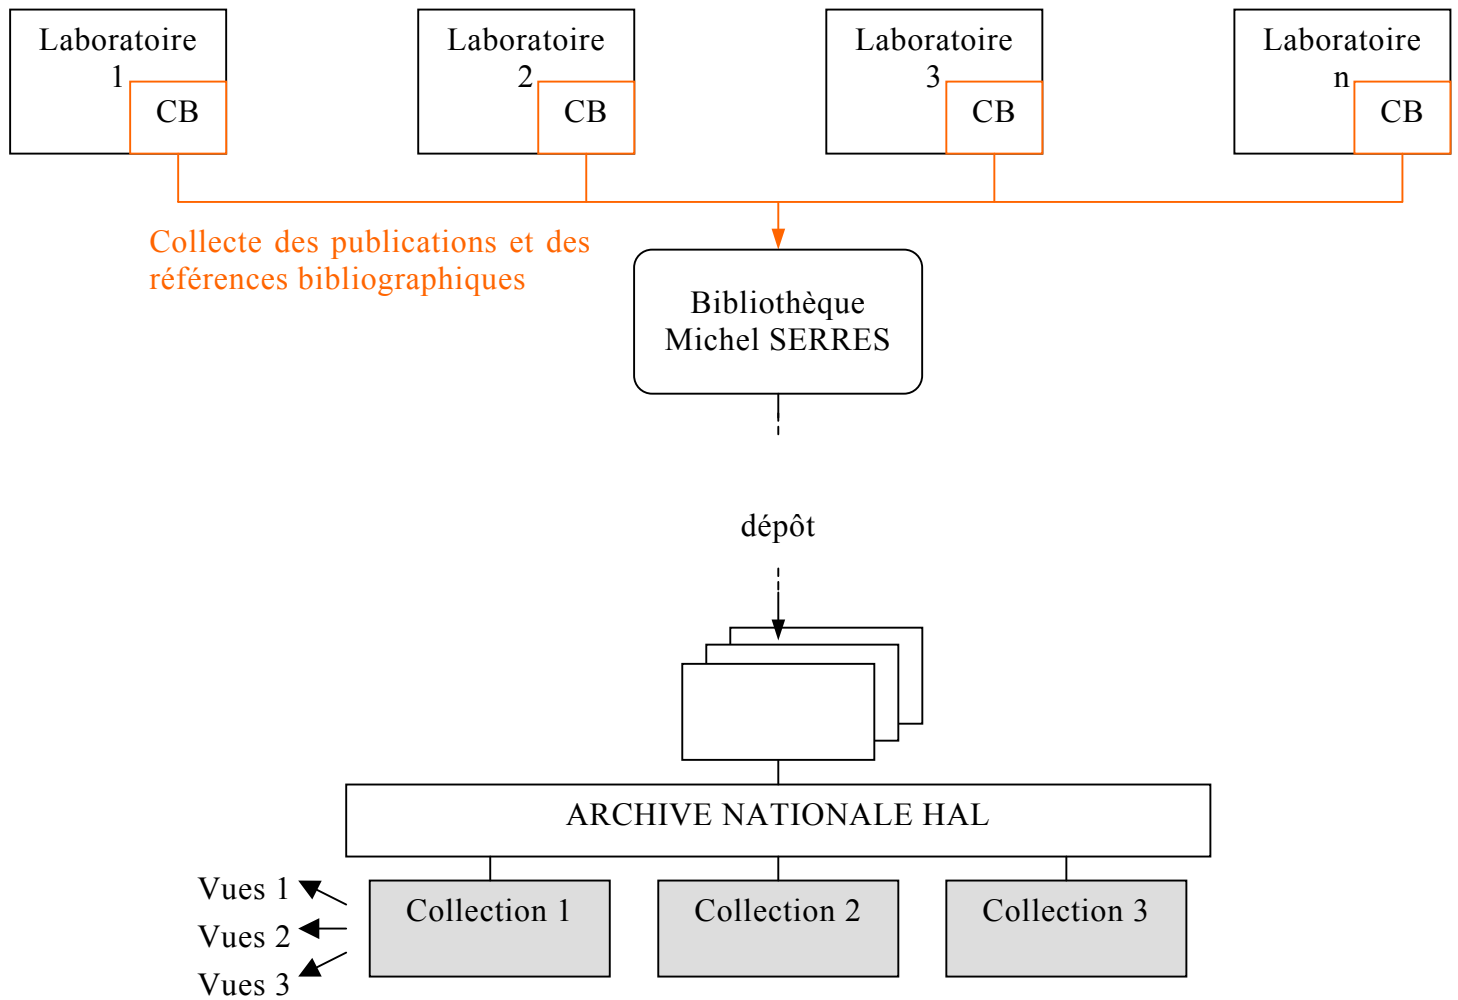 Laboratoire
1
CB
Laboratoire
2
CB
Laboratoire
3
CB
Laboratoire
n
CB
Collecte des publications et des
références bibliographiques
Bibliothèque
Michel SERRES
dépôt
ARCHIVE NATIONALE HAL
Vues 1
Vues 2
Vues 3
Collection 1
Collection 2
Collection 3